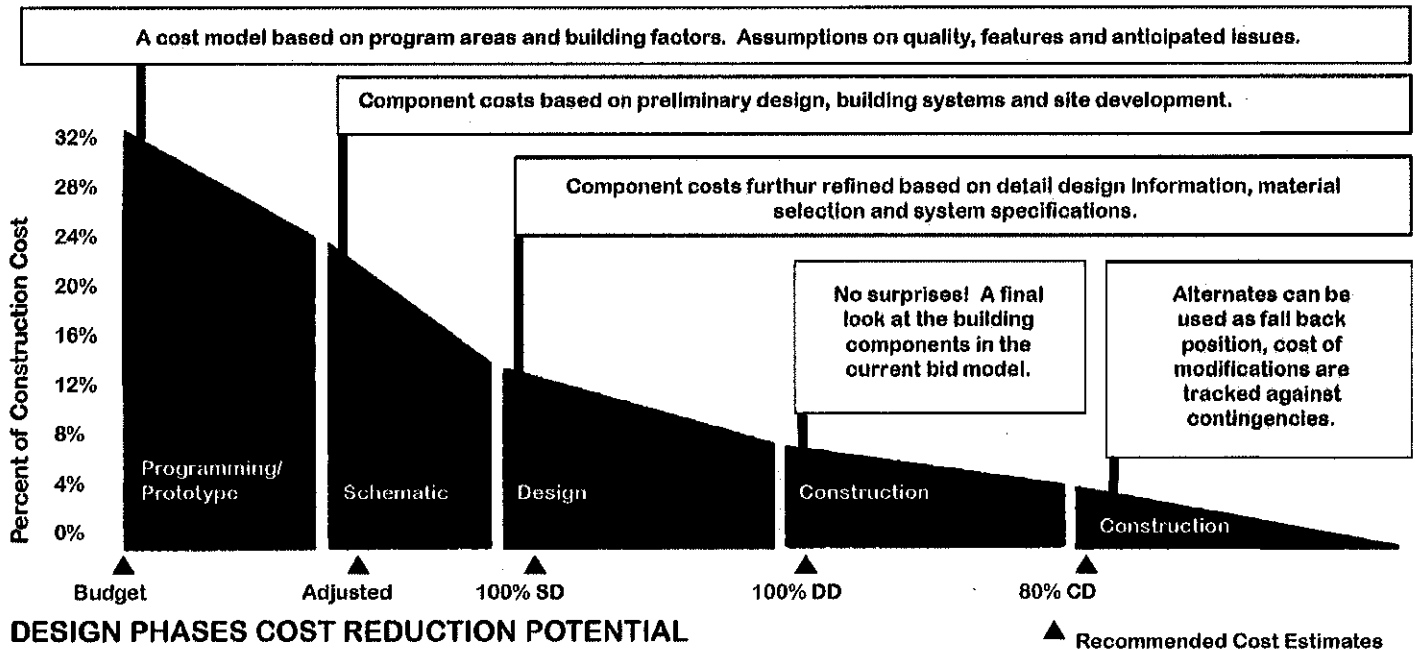 A cost model based on program areas and building factors. Assumptions on quality, features and anticipated issues.
Component costs based on preliminary design, building systems and site development.
Component costs furthur refined based on detail design information, material
selection and system specifications.
No surprises! A final
look at the building
components in the
current bid model.
Alternates can be
used as fall back
position, cost of
modifications are
tracked against
contingencies.
Percent of Construction Cost
32%
28%
24%
20%
16%
12%
8%
4%
0%
Programming/
Prototype
Schematic
Design
Construction
Construction
Budget
Adjusted
100% SD
100% DD
80% CD
DESIGN PHASES COST REDUCTION POTENTIAL
Recommended Cost Estimates